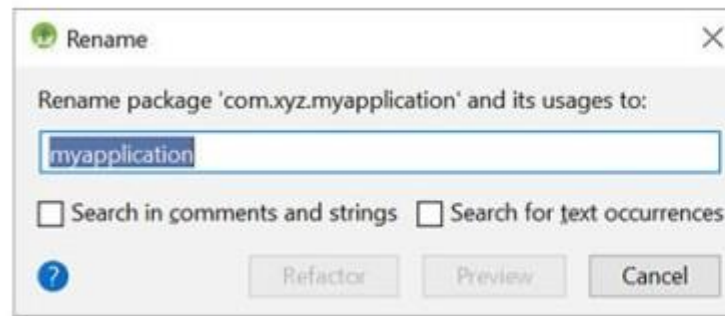 Rename
Rename package 'com.xyz.myapplication' and its usages to:
myapplication
Search in comments and strings Search for text occurrences
? Refactor Preview Cancel